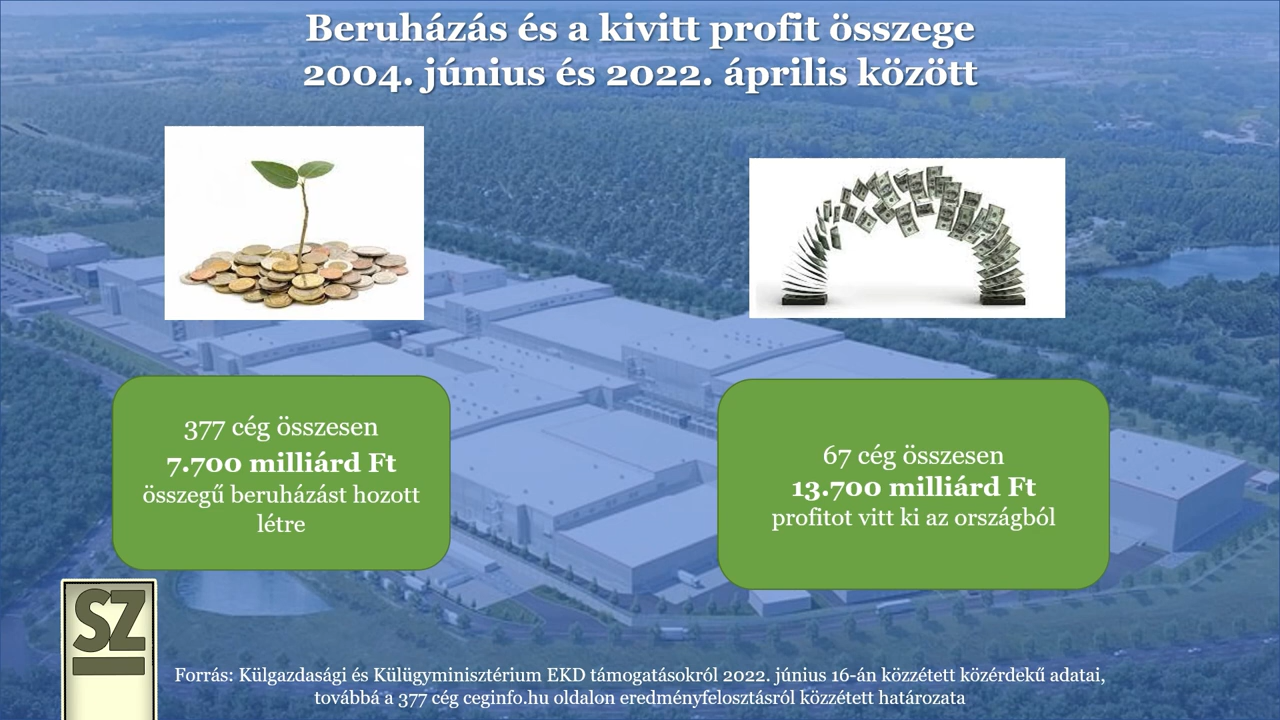 Beruházás és a kivitt profit összege
2004. június és 2022. április között
377 cég összesen
7.700 milliárd Ft
összegű beruházást hozott
létre
67 cég összesen
13.700 milliárd Ft
profitot vitt ki az országból
SZ
Forrás: Külgazdasági és Külügyminisztérium EKD támogatásokról 2022. június 16-án közzétett közérdekű adatai,
továbbá a 377 cég ceginfo.hu oldalon eredményfelosztásról közzétett határozata